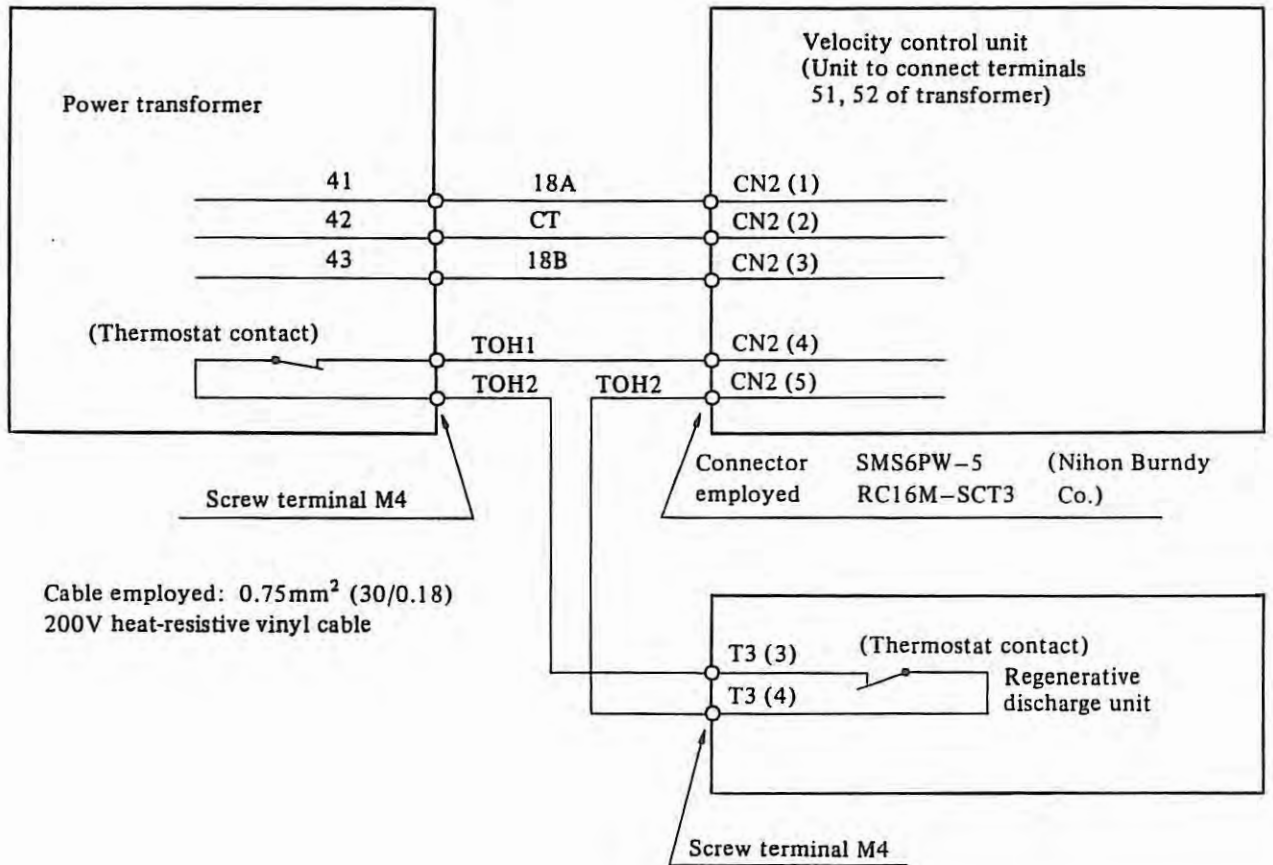 Power transformer
Velocity control unit
(Unit to connect terminals
51, 52 of transformer)
41 18A CN2 (1)
42 CT CN2 (2)
43 18B CN2 (3)
(Thermostat contact)
TOH1 CN2 (4)
TOH2 TOH2 CN2 (5)
Screw terminal M4
Connector SMS6PW–5 (Nihon Burndy
employed RC16M–SCT3 Co.)
Cable employed: 0.75mm² (30/0.18)
200V heat-resistive vinyl cable
T3 (3) (Thermostat contact)
T3 (4)
Regenerative
discharge unit
Screw terminal M4